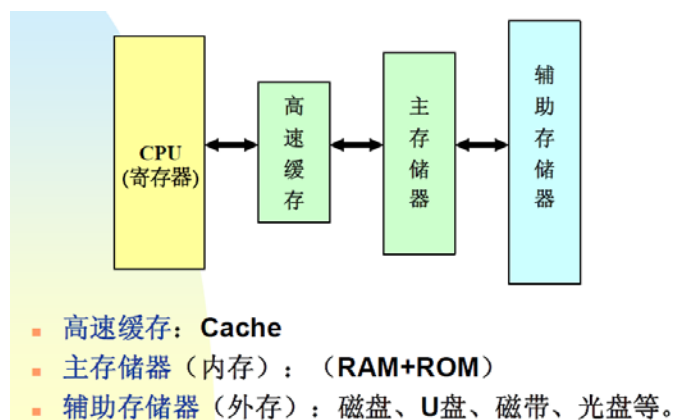 CPU
(寄存器)
高速缓存
主存储器
辅助存储器
高速缓存：Cache
主存储器（内存）：（RAM+ROM）
辅助存储器（外存）：磁盘、U盘、磁带、光盘等。